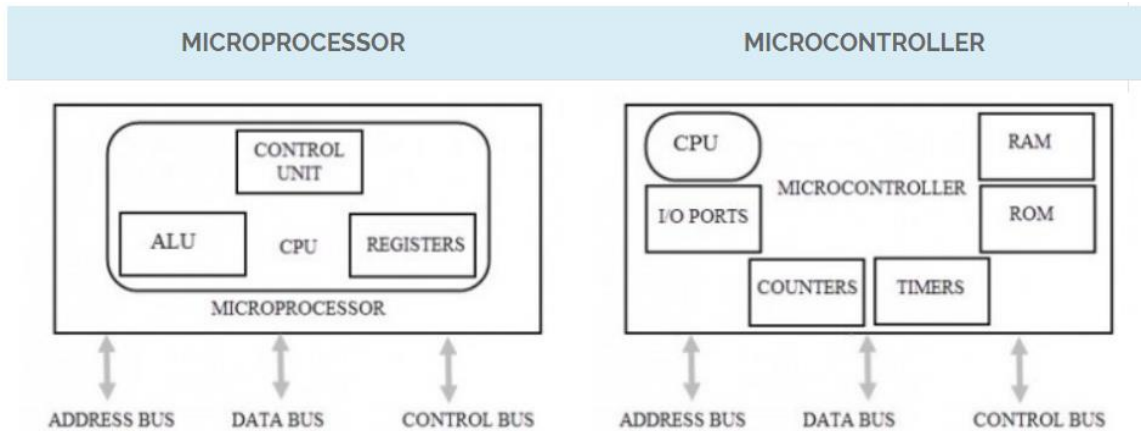 MICROPROCESSOR
MICROCONTROLLER
CONTROL
UNIT
ALU
CPU
REGISTERS
MICROPROCESSOR
ADDRESS BUS
DATA BUS
CONTROL BUS
CPU
RAM
MICROCONTROLLER
I/O PORTS
ROM
COUNTERS
TIMERS
ADDRESS BUS
DATA BUS
CONTROL BUS